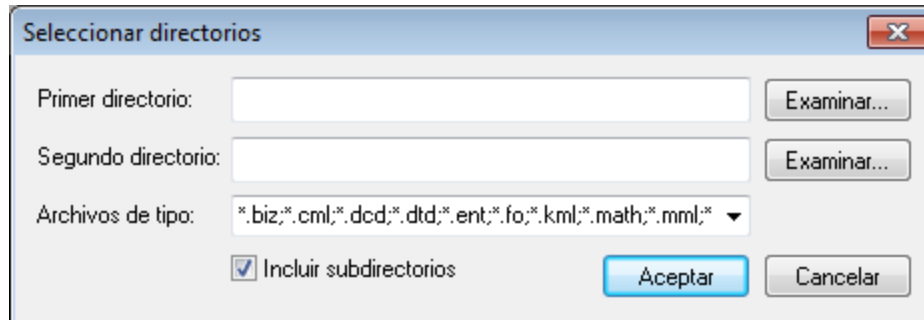 Seleccionar directorios
Primer directorio: Examinar...
Segundo directorio: Examinar...
Archivos de tipo: *.biz;*.cml;*.dcd;*.dtd;*.ent;*.fo;*.kml;*.math;*.mml;*
Incluir subdirectorios Aceptar Cancelar